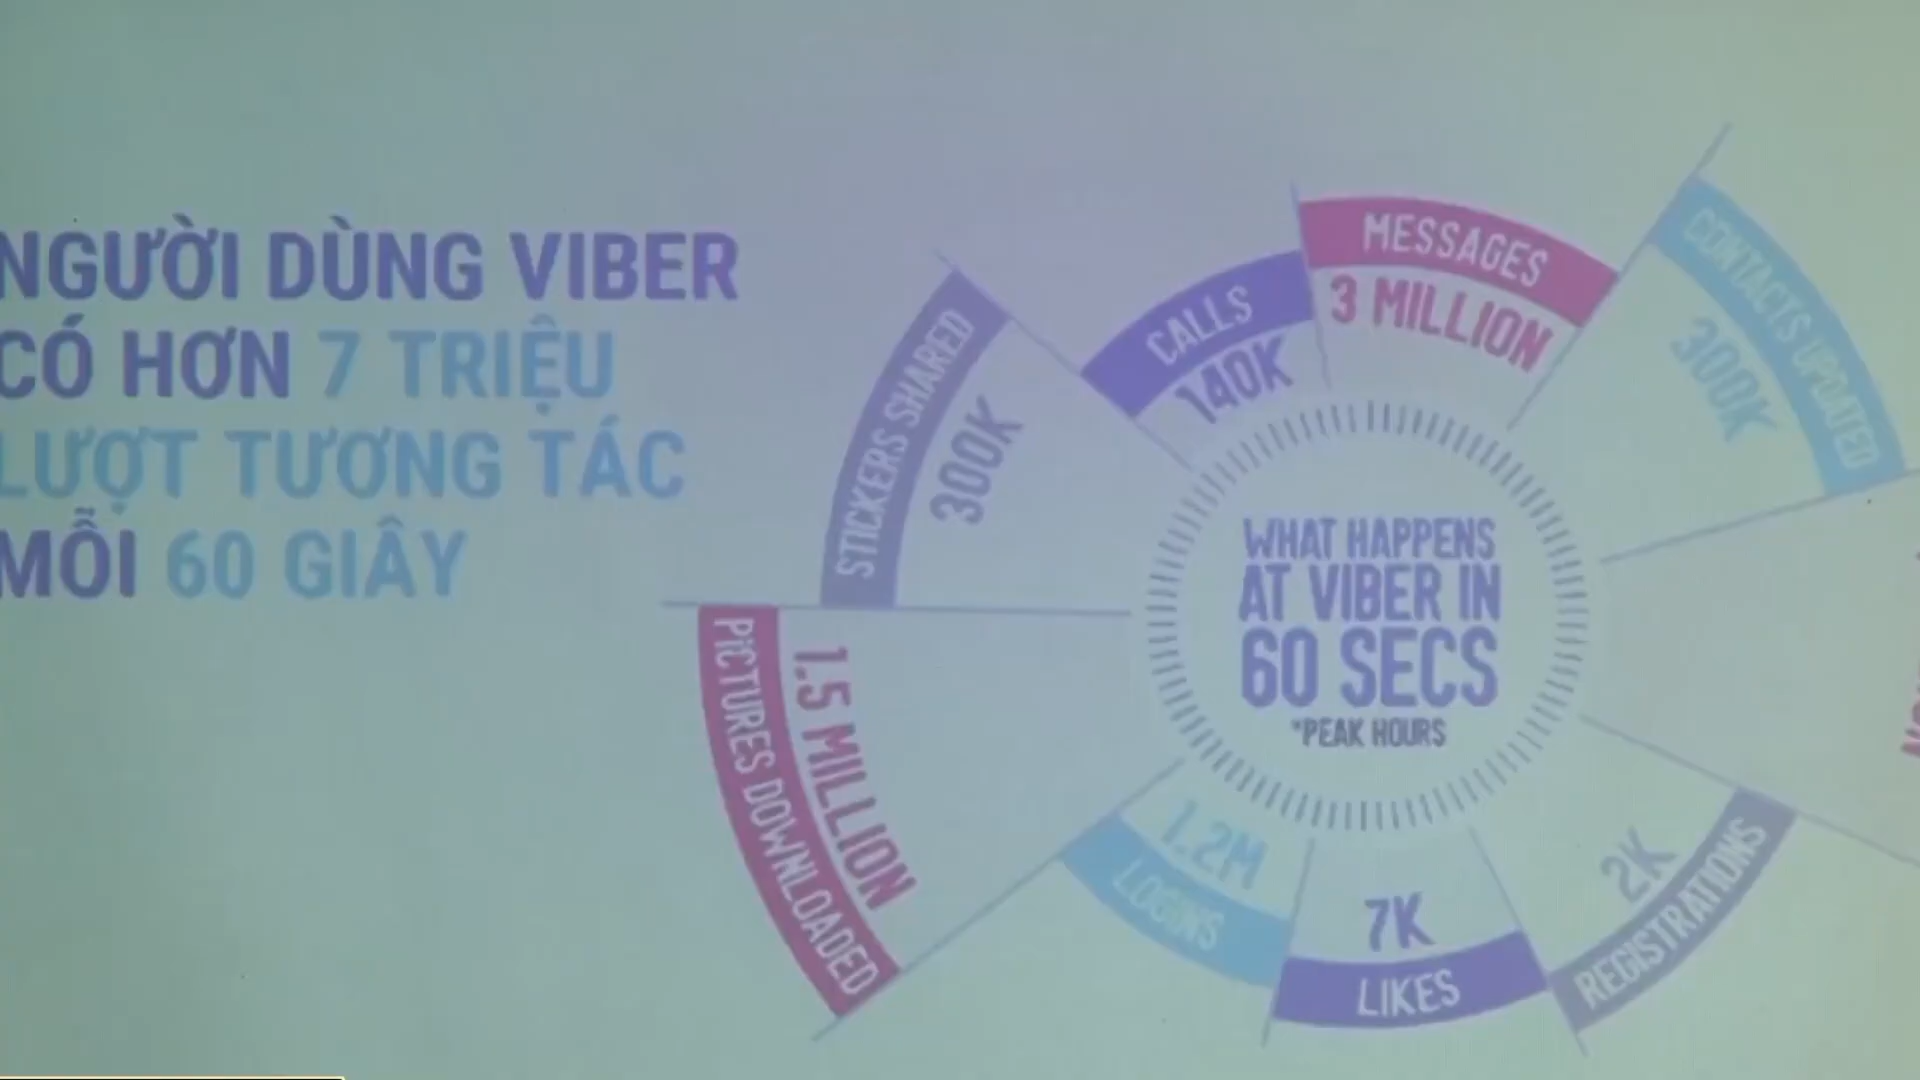 NGƯỜI DÙNG VIBER
CÓ HƠN 7 TRIỆU
LƯỢT TƯƠNG TÁC
MỖI 60 GIÂY
STICKERS SHARED
300K
CALLS
140K
MESSAGES
3 MILLION
CONTACTS UPDATED
300K
WHAT HAPPENS
AT VIBER IN
60 SECS
*PEAK HOURS
PICTURES DOWNLOADED
1.5 MILLION
1.2M
LOGGINS
7K
LIKES
2K
REGISTRATIONS